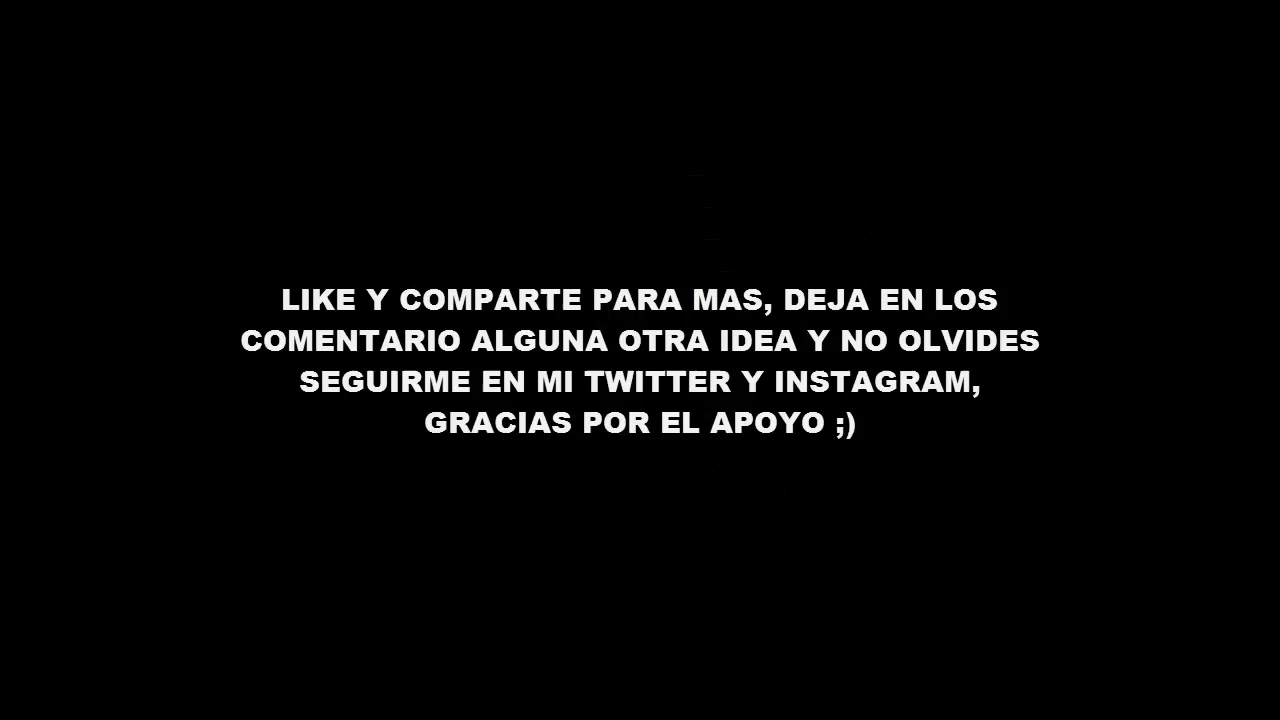 LIKE Y COMPARTE PARA MAS, DEJA EN LOS
COMENTARIO ALGUNA OTRA IDEA Y NO OLVIDES
SEGUIRME EN MI TWITTER Y INSTAGRAM,
GRACIAS POR EL APOYO ;)